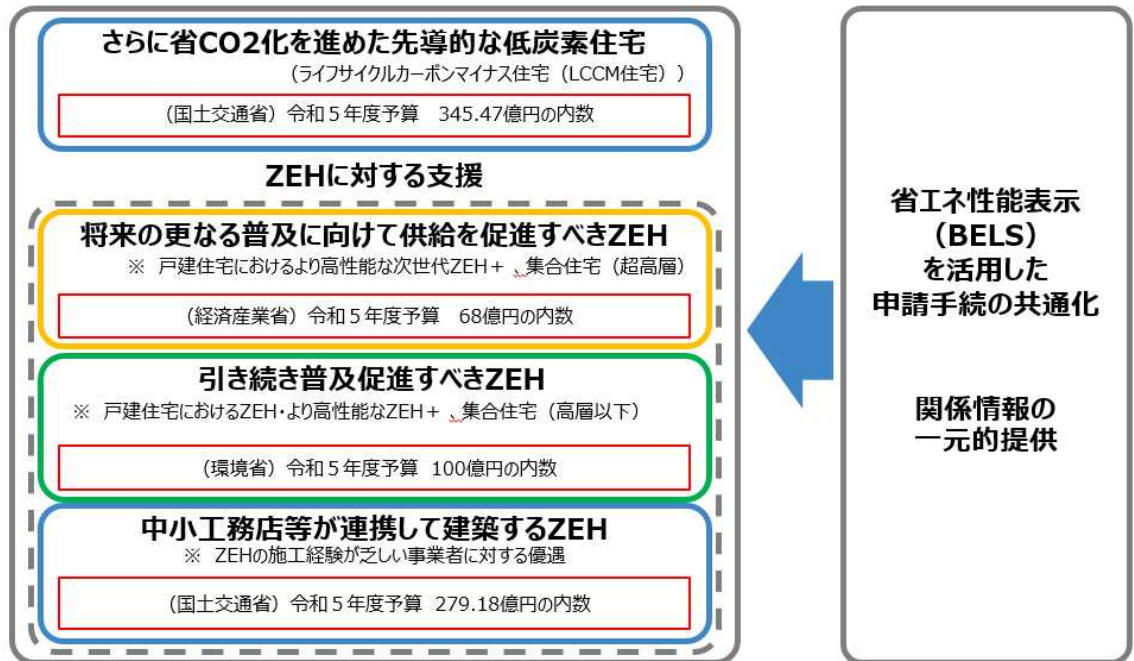 さらに省CO2化を進めた先導的な低炭素住宅
(ライフサイクルカーボンマイナス住宅（LCCM住宅）)
（国土交通省）令和５年度予算　345.47億円の内数
ZEHに対する支援
将来の更なる普及に向けて供給を促進すべきZEH
※　戸建住宅におけるより高性能な次世代ZEH＋ 、集合住宅（超高層）
（経済産業省）令和５年度予算　68億円の内数
引き続き普及促進すべきZEH
※　戸建住宅におけるZEH・より高性能なZEH＋ 、集合住宅（高層以下）
（環境省）令和５年度予算　100億円の内数
中小工務店等が連携して建築するZEH
※　ZEHの施工経験が乏しい事業者に対する優遇
（国土交通省）令和５年度予算　279.18億円の内数
省エネ性能表示
（BELS）
を活用した
申請手続の共通化
関係情報の
一元的提供